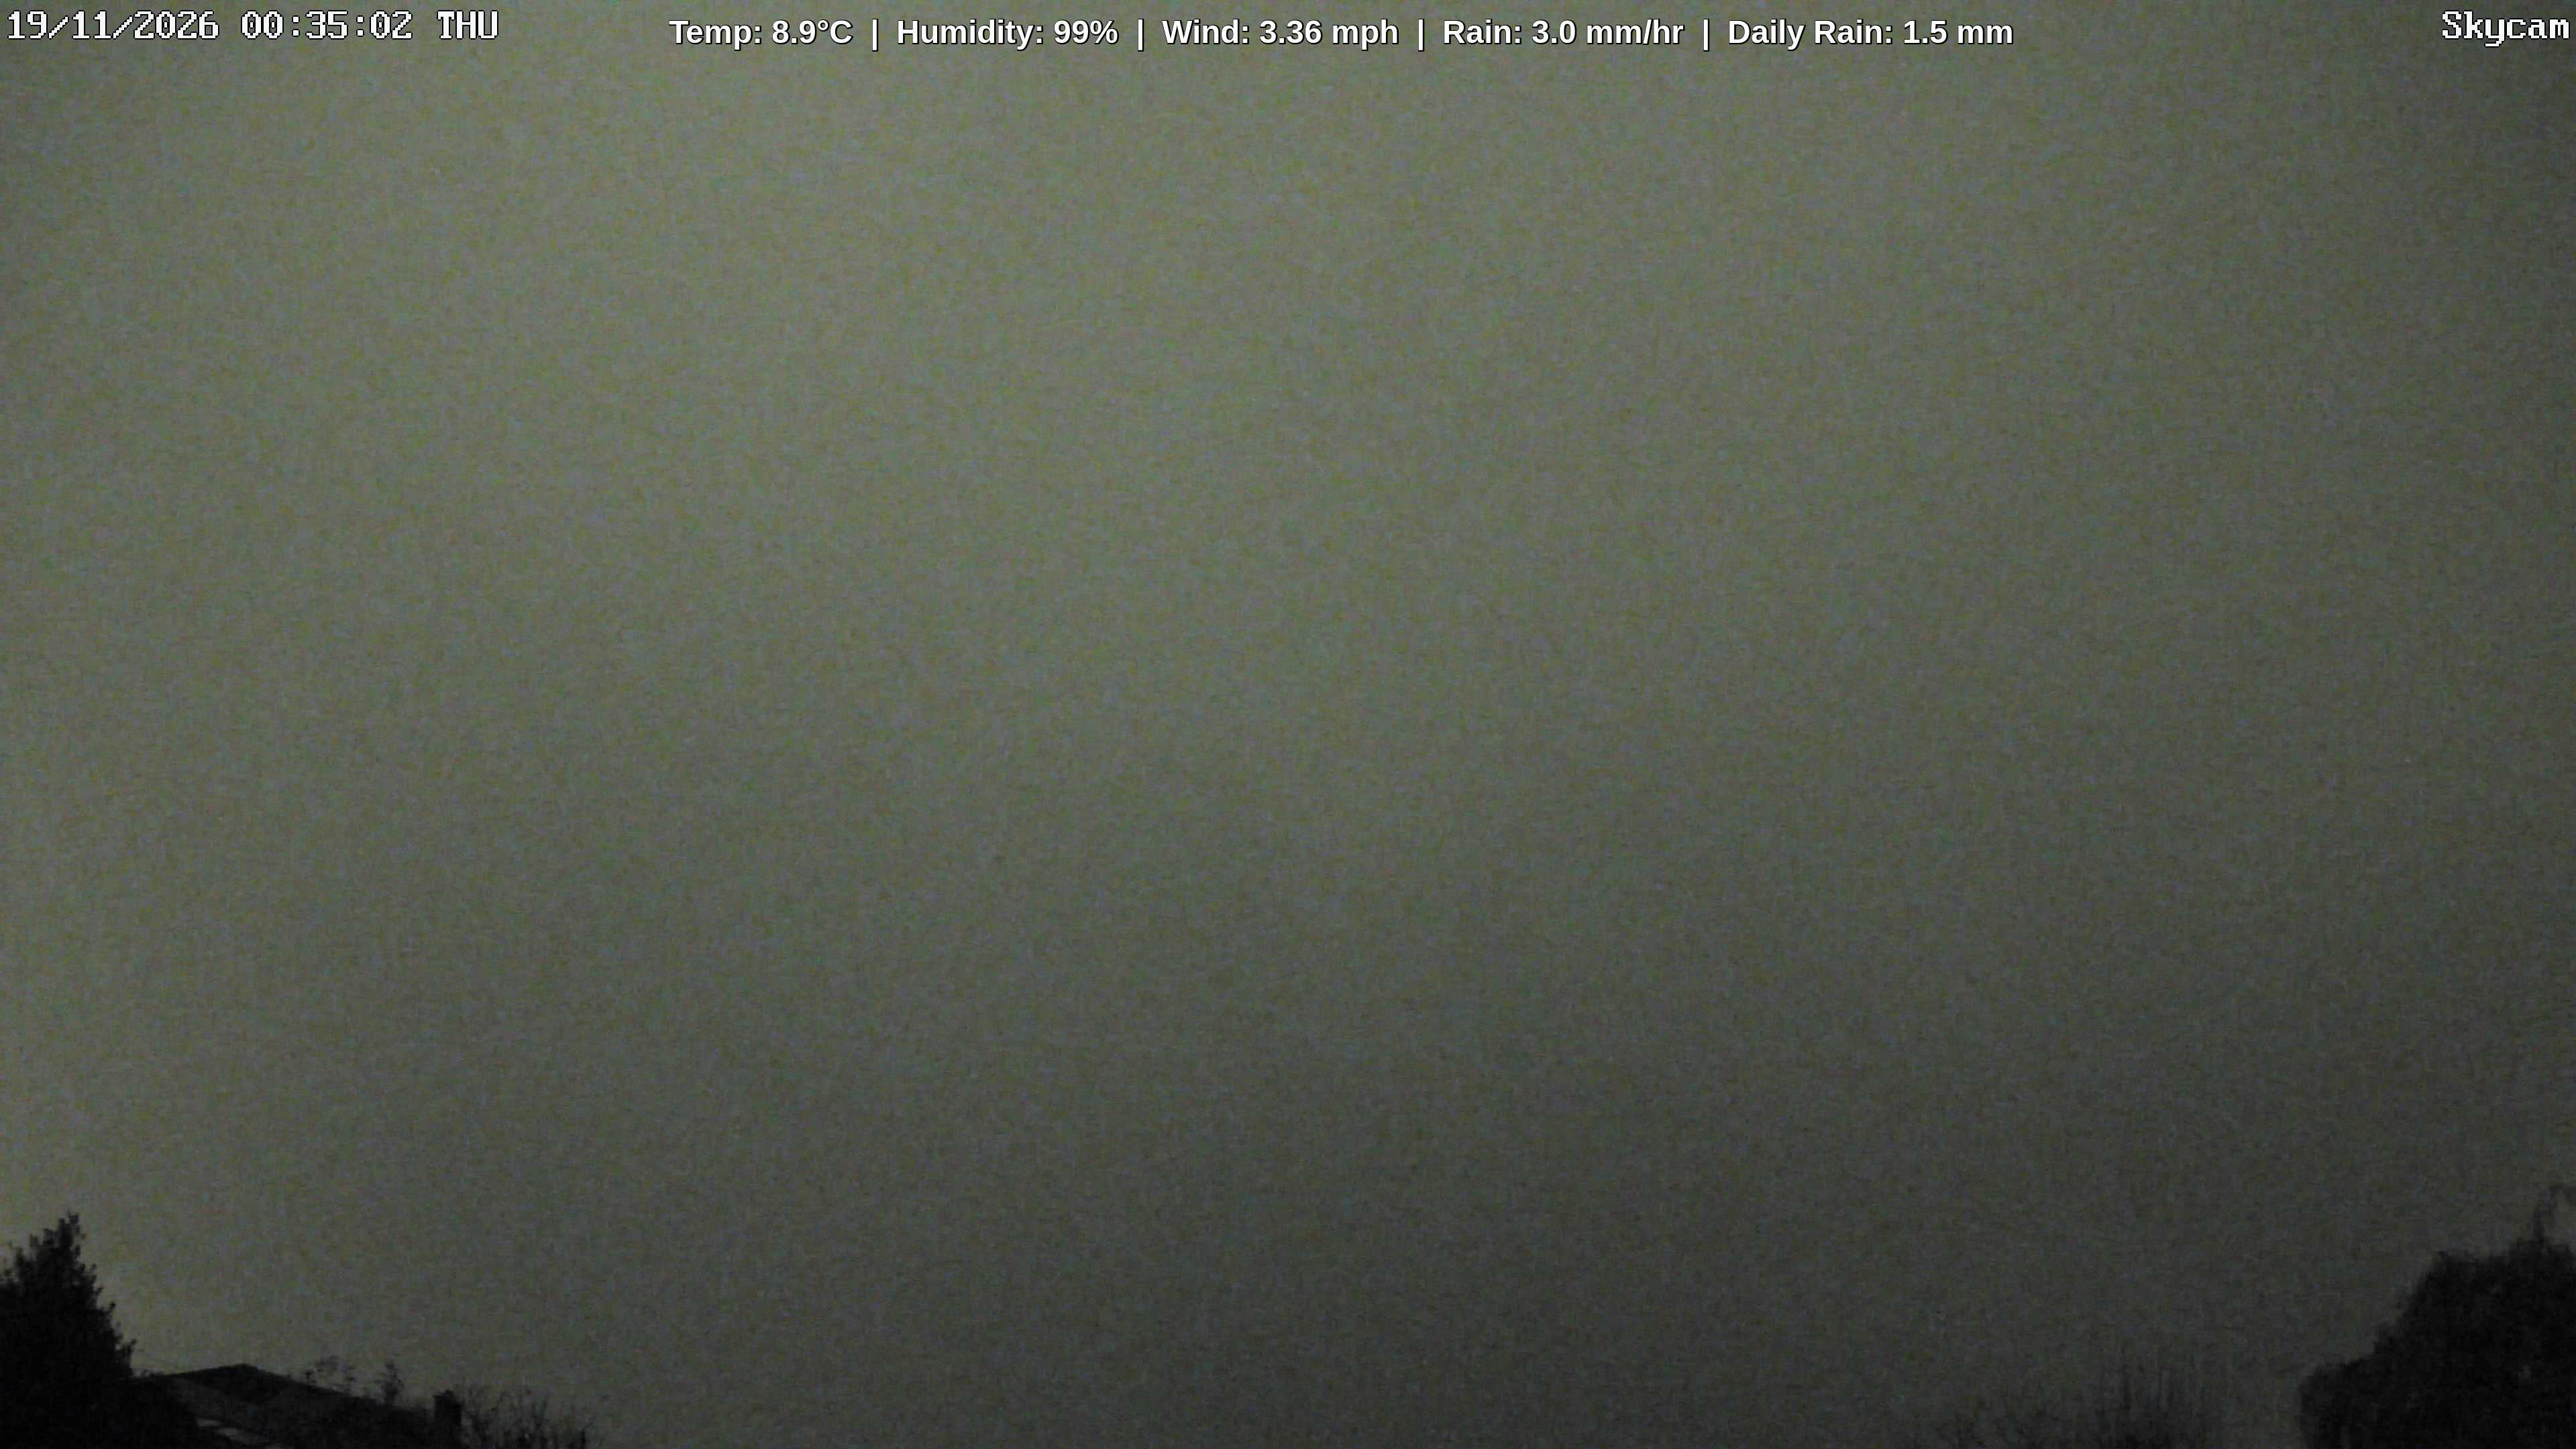 19/11/2026 00:35:02 THU
Temp: 8.9°C | Humidity: 99% | Wind: 3.36 mph | Rain: 3.0 mm/hr | Daily Rain: 1.5 mm
Skycam